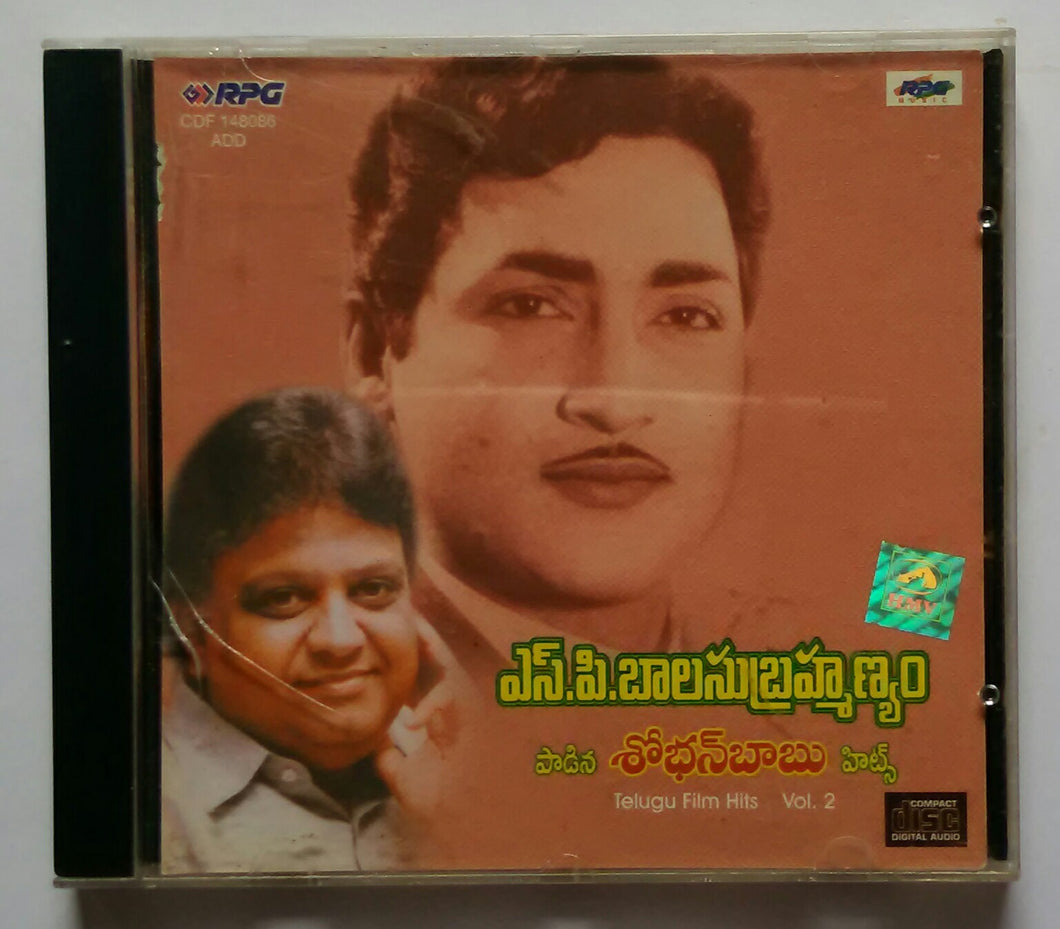 RPG
CDF 148086
ADD
RPG
MUSIC
HMV
ఎస్.పి.బాలసుబ్రహ్మణ్యం
పాడిన శోభన్‌బాబు హిట్స్
Telugu Film Hits Vol. 2
COMPACT
disc
DIGITAL AUDIO